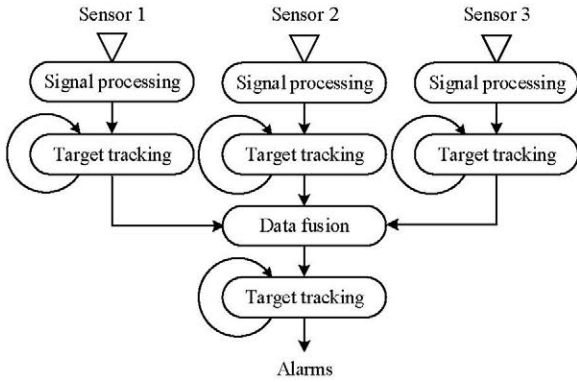 Sensor 1
Sensor 2
Sensor 3
Signal processing
Signal processing
Signal processing
Target tracking
Target tracking
Target tracking
Data fusion
Target tracking
Alarms